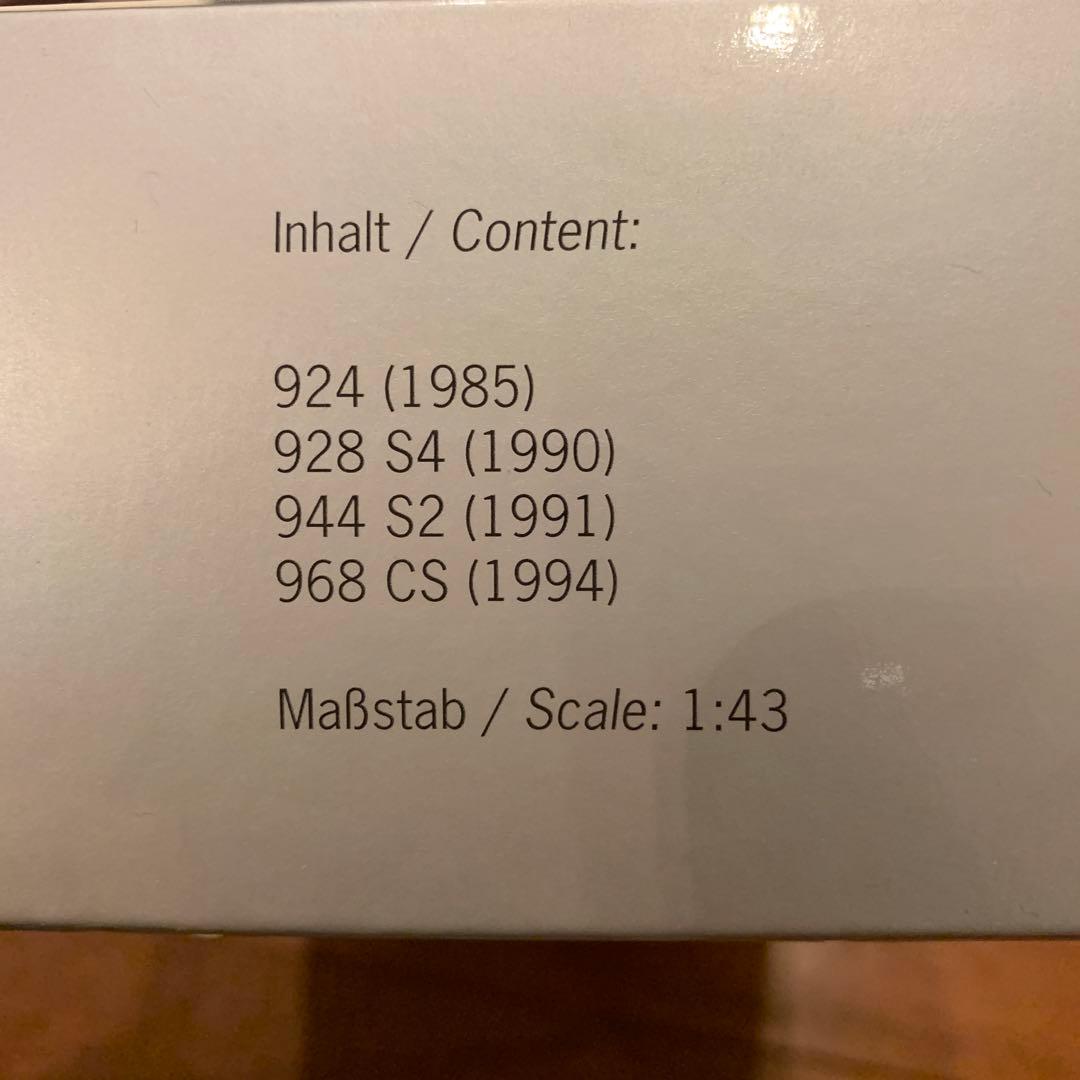 Inhalt / Content:
924 (1985)
928 S4 (1990)
944 S2 (1991)
968 CS (1994)
Maßstab / Scale: 1:43